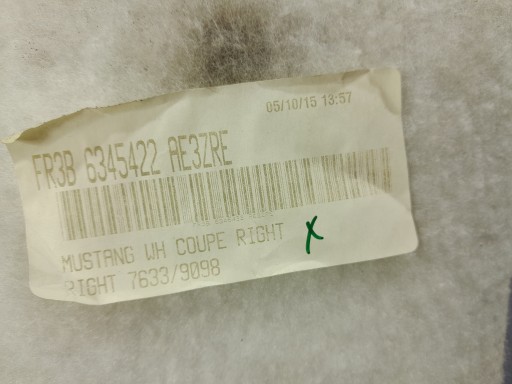 05/10/15 13:57
FR3B 6345422 AE3ZRE
MUSTANG WH COUPE RIGHT X
RIGHT 7633/9098